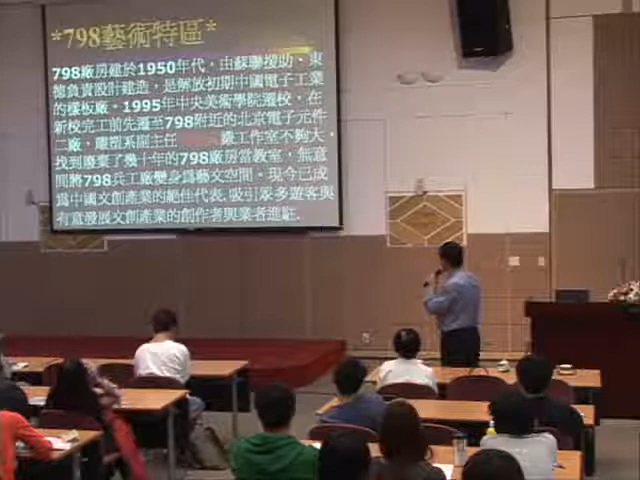 *798藝術特區*
798廠房建於1950年代，由蘇聯援助、東
德負責設計建造，是解放初期中國電子工業
的樣板廠。1995年中央美術學院遷校，在
新校完工前先遷至798附近的北京電子元件
二廠，雕塑系副主任 工作室不夠大，
找到廢棄了幾十年的798廠房當教室，無意
間將798兵工廠變身為藝文空間。現今已成
為中國文創產業的絕佳代表,吸引眾多遊客與
有意發展文創產業的創作者與業者進駐.